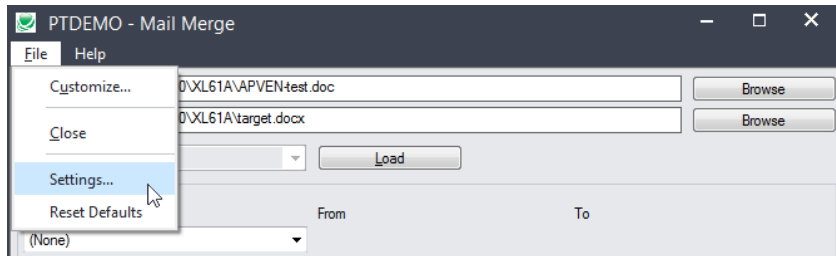 PTDEMO - Mail Merge
File Help
Customize...
0\XL61A\APVEN-test.doc Browse
Close
0\XL61A\target.docx Browse
Load
Settings...
Reset Defaults
From To
(None)